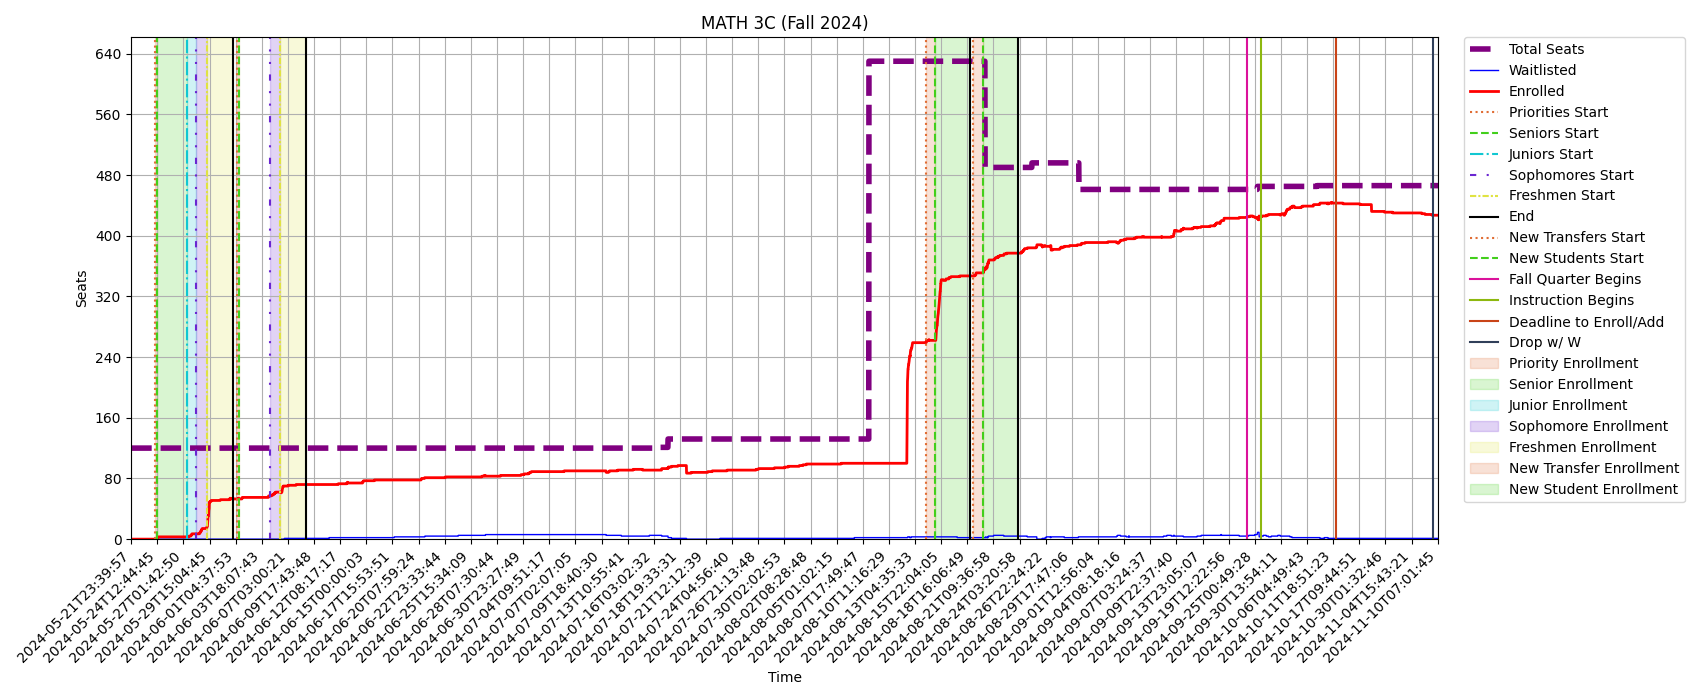 MATH 3C (Fall 2024)
Seats
640
560
480
400
320
240
160
80
0
2024-05-21T23:39:57
2024-05-24T12:44:45
2024-05-27T01:42:50
2024-05-29T15:04:45
2024-06-01T04:37:53
2024-06-03T18:07:43
2024-06-07T03:00:21
2024-06-09T17:43:48
2024-06-12T08:17:17
2024-06-15T00:00:03
2024-06-17T15:53:51
2024-06-20T07:59:24
2024-06-22T23:33:44
2024-06-25T15:34:09
2024-06-28T07:30:44
2024-06-30T23:27:49
2024-07-04T09:51:17
2024-07-07T02:07:05
2024-07-09T18:40:30
2024-07-13T10:55:41
2024-07-16T03:02:32
2024-07-18T19:33:31
2024-07-21T12:12:39
2024-07-24T04:56:40
2024-07-26T21:13:48
2024-07-30T02:02:53
2024-08-02T18:28:48
2024-08-05T01:02:15
2024-08-07T17:49:47
2024-08-10T11:16:29
2024-08-13T04:35:33
2024-08-15T22:04:05
2024-08-18T16:06:49
2024-08-21T09:36:58
2024-08-24T03:20:58
2024-08-26T22:24:22
2024-08-29T17:47:06
2024-09-01T12:56:04
2024-09-04T08:18:16
2024-09-07T03:24:37
2024-09-09T22:37:40
2024-09-13T23:05:07
2024-09-19T12:22:56
2024-09-25T00:49:28
2024-09-30T13:54:11
2024-10-06T04:49:43
2024-10-11T18:51:23
2024-10-17T09:44:51
2024-10-30T01:32:46
2024-11-04T15:43:21
2024-11-10T07:01:45
Time
Total Seats
Waitlisted
Enrolled
Priorities Start
Seniors Start
Juniors Start
Sophomores Start
Freshmen Start
End
New Transfers Start
New Students Start
Fall Quarter Begins
Instruction Begins
Deadline to Enroll/Add
Drop w/ W
Priority Enrollment
Senior Enrollment
Junior Enrollment
Sophomore Enrollment
Freshmen Enrollment
New Transfer Enrollment
New Student Enrollment